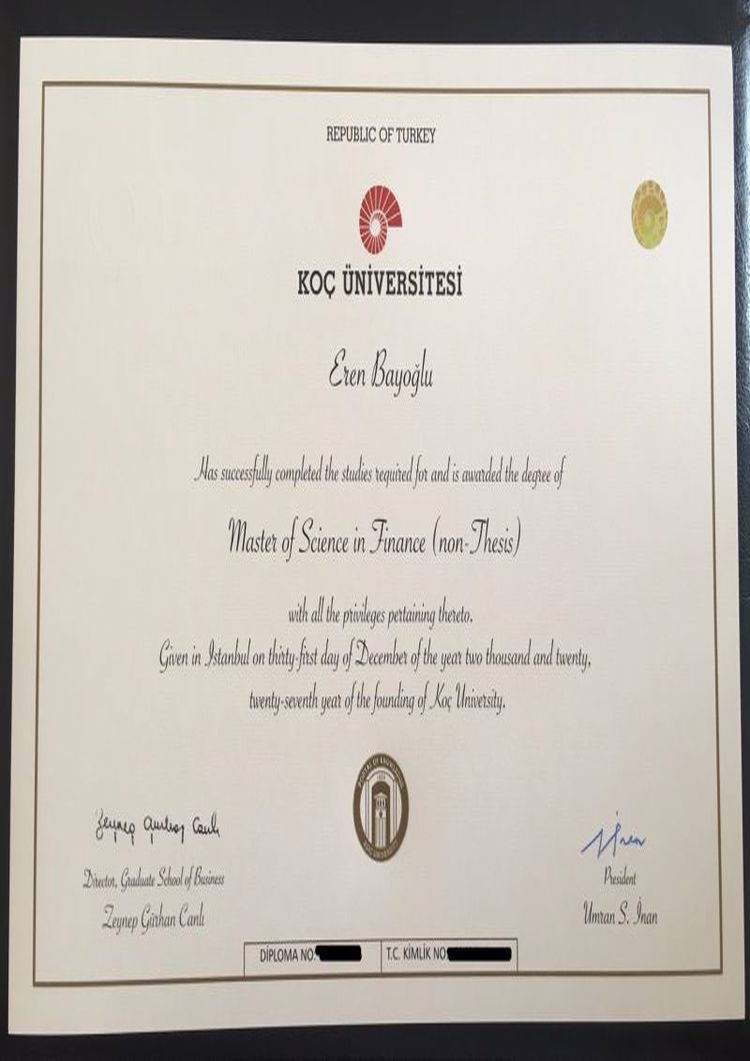 REPUBLIC OF TURKEY
KOÇ ÜNİVERSİTESİ
Eren Bayoğlu
Has successfully completed the studies required for and is awarded the degree of
Master of Science in Finance (non-Thesis)
with all the privileges pertaining thereto.
Given in Istanbul on thirty-first day of December of the year two thousand and twenty,
twenty-seventh year of the founding of Koç University.
Zeynep Gürhan Canlı
Director, Graduate School of Business
Zeynep Gürhan Canlı
President
Umran S. İnan
DİPLOMA NO:
T.C. KİMLİK NO: